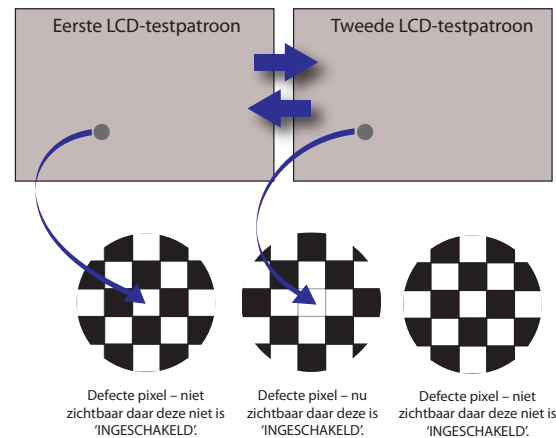 Eerste LCD-testpatroon
Tweede LCD-testpatroon
Defecte pixel – niet
zichtbaar daar deze niet is
‘INGESCHAKELD’.
Defecte pixel – nu
zichtbaar daar deze is
‘INGESCHAKELD’.
Defecte pixel – niet
zichtbaar daar deze niet is
‘INGESCHAKELD’.